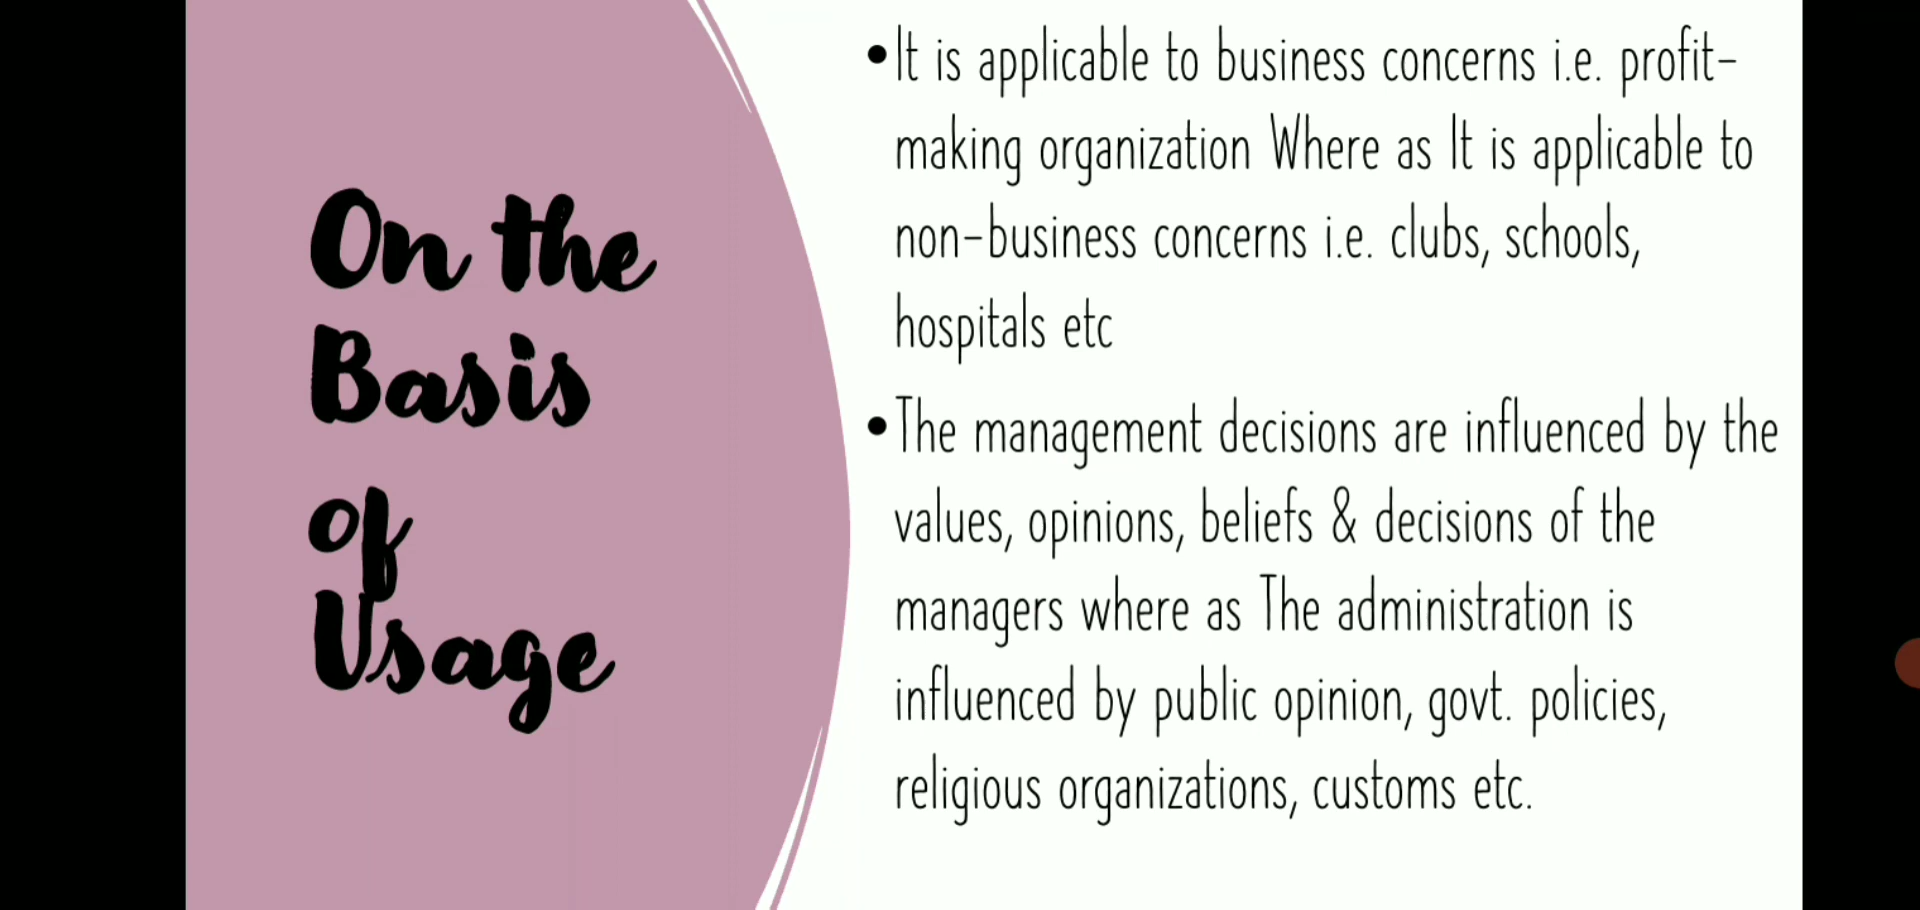 On the
Basis
of
Usage
•It is applicable to business concerns i.e. profit-
making organization Where as It is applicable to
non-business concerns i.e. clubs, schools,
hospitals etc
•The management decisions are influenced by the
values, opinions, beliefs & decisions of the
managers where as The administration is
influenced by public opinion, govt. policies,
religious organizations, customs etc.